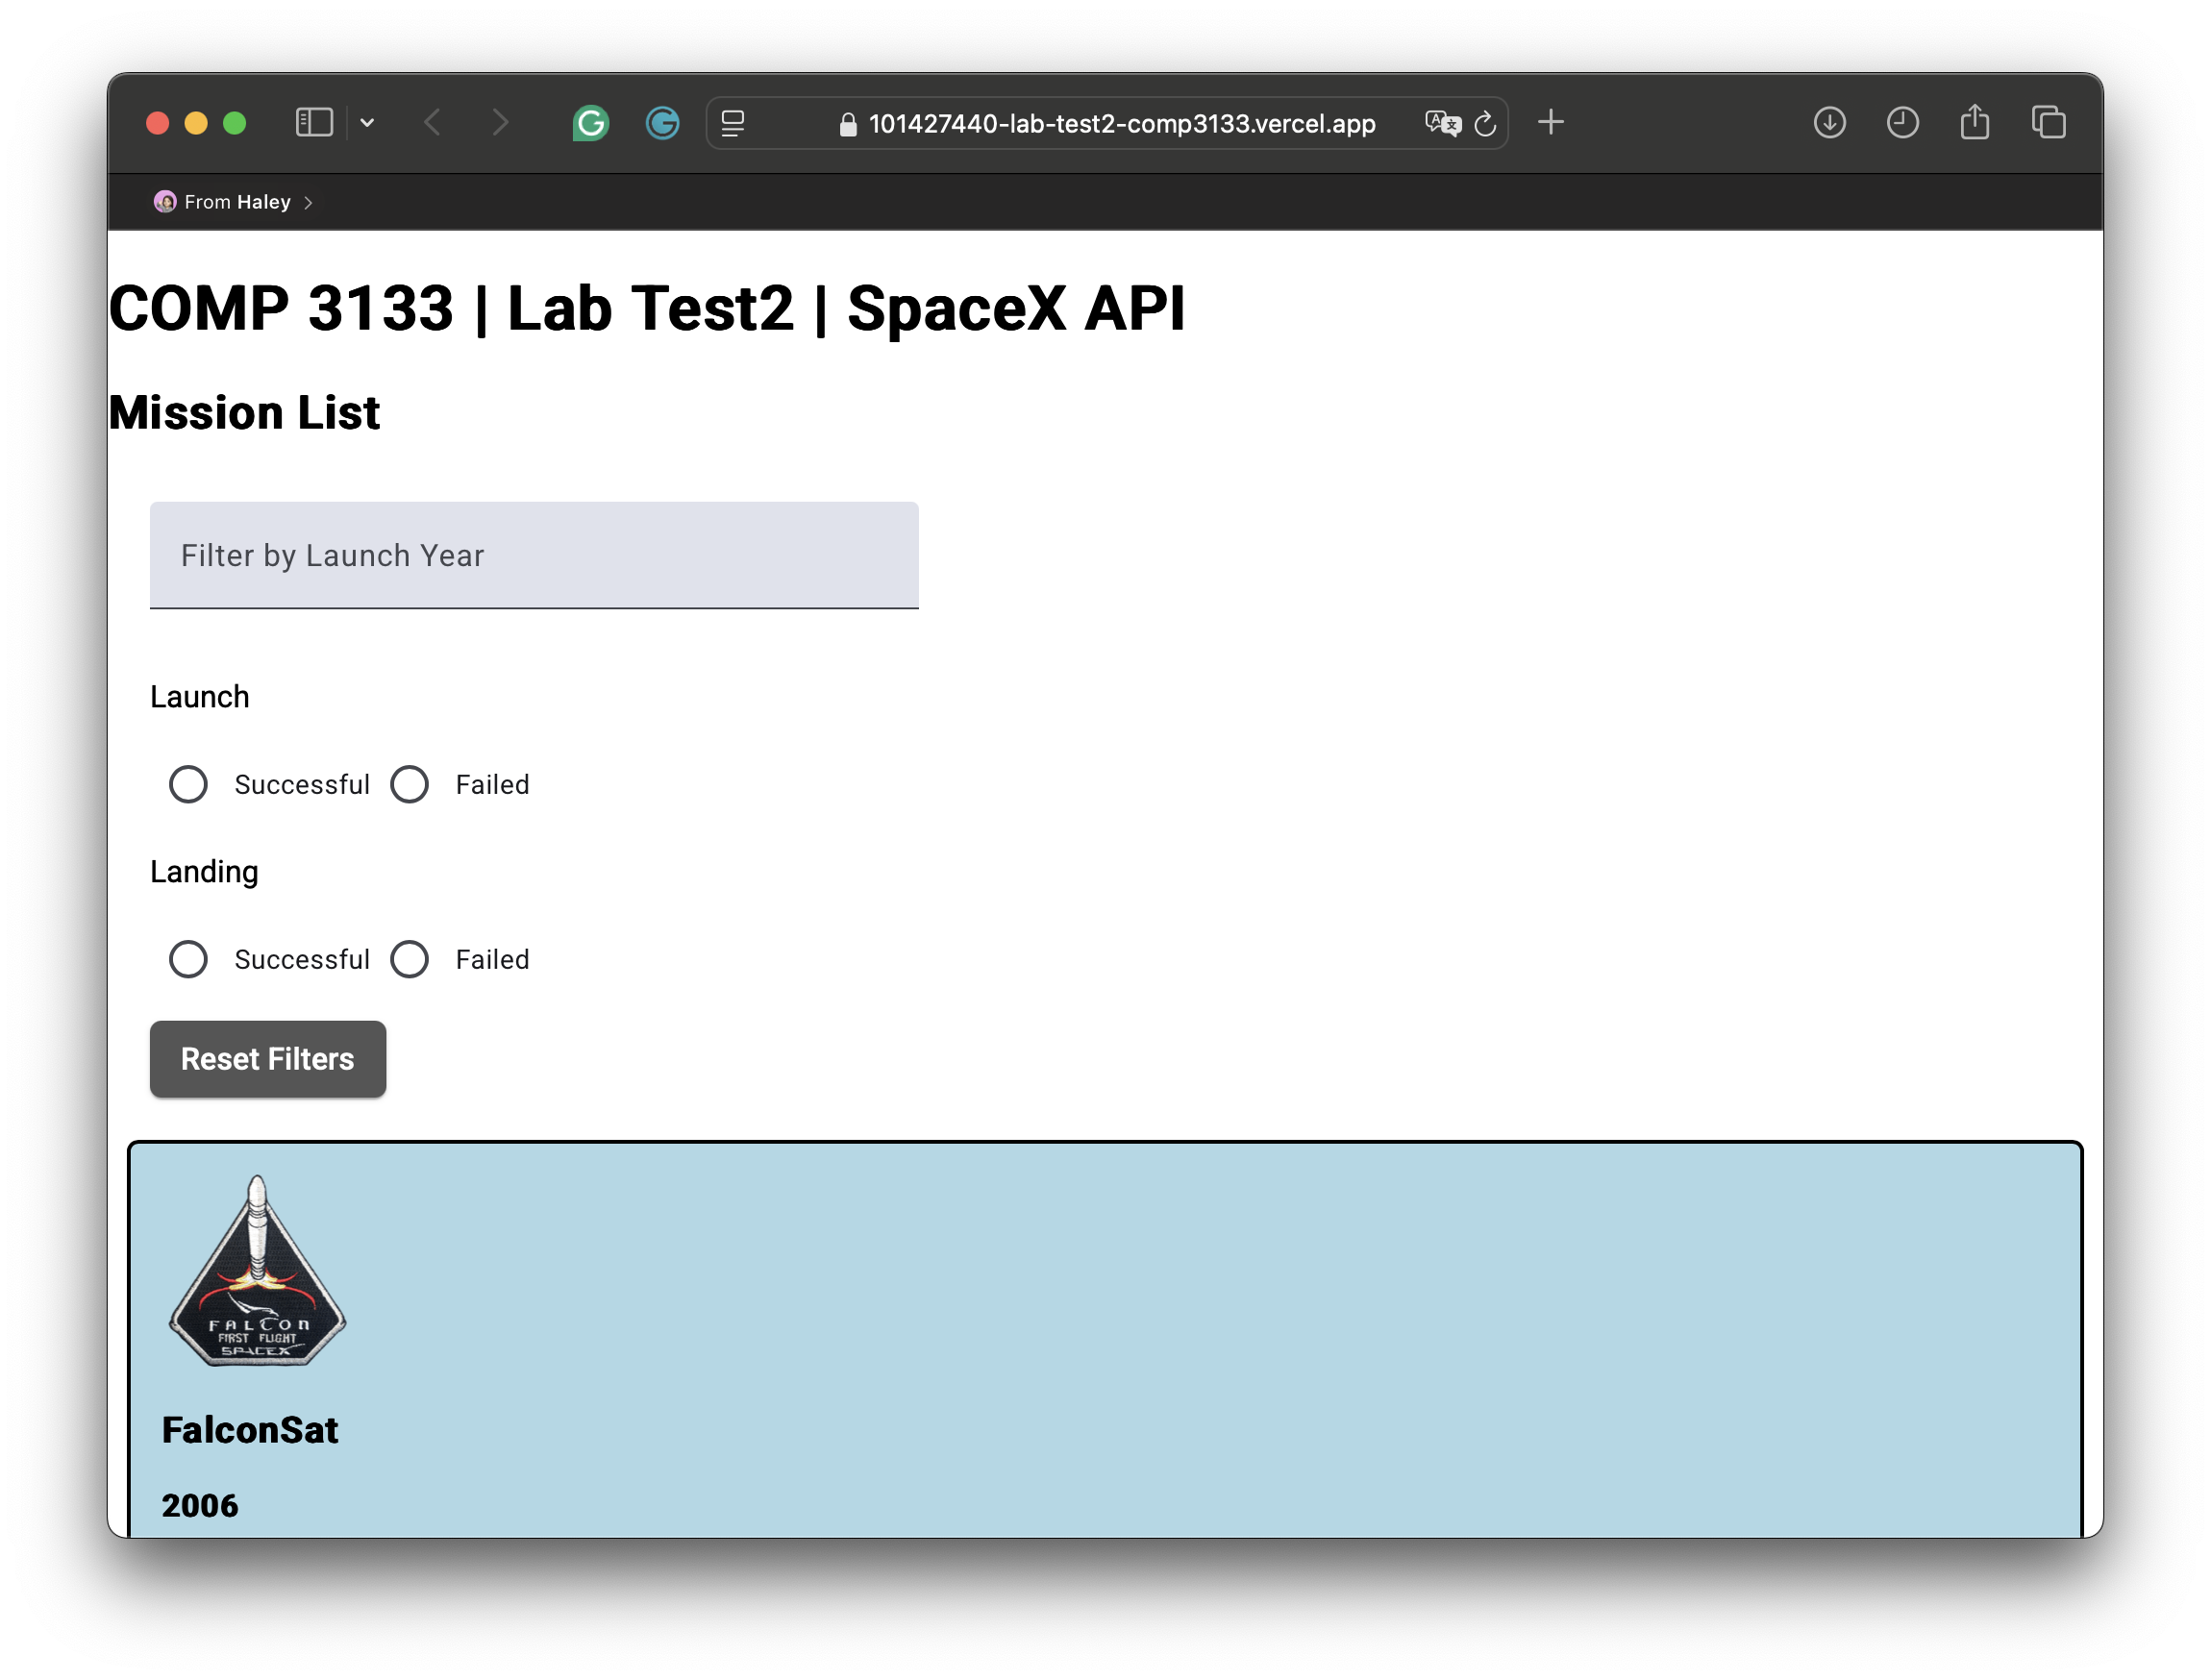 101427440-lab-test2-comp3133.vercel.app
From Haley
COMP 3133 | Lab Test2 | SpaceX API
Mission List
Filter by Launch Year
Launch
Successful Failed
Landing
Successful Failed
Reset Filters
FALCON
FIRST FLIGHT
SPACEX
FalconSat
2006